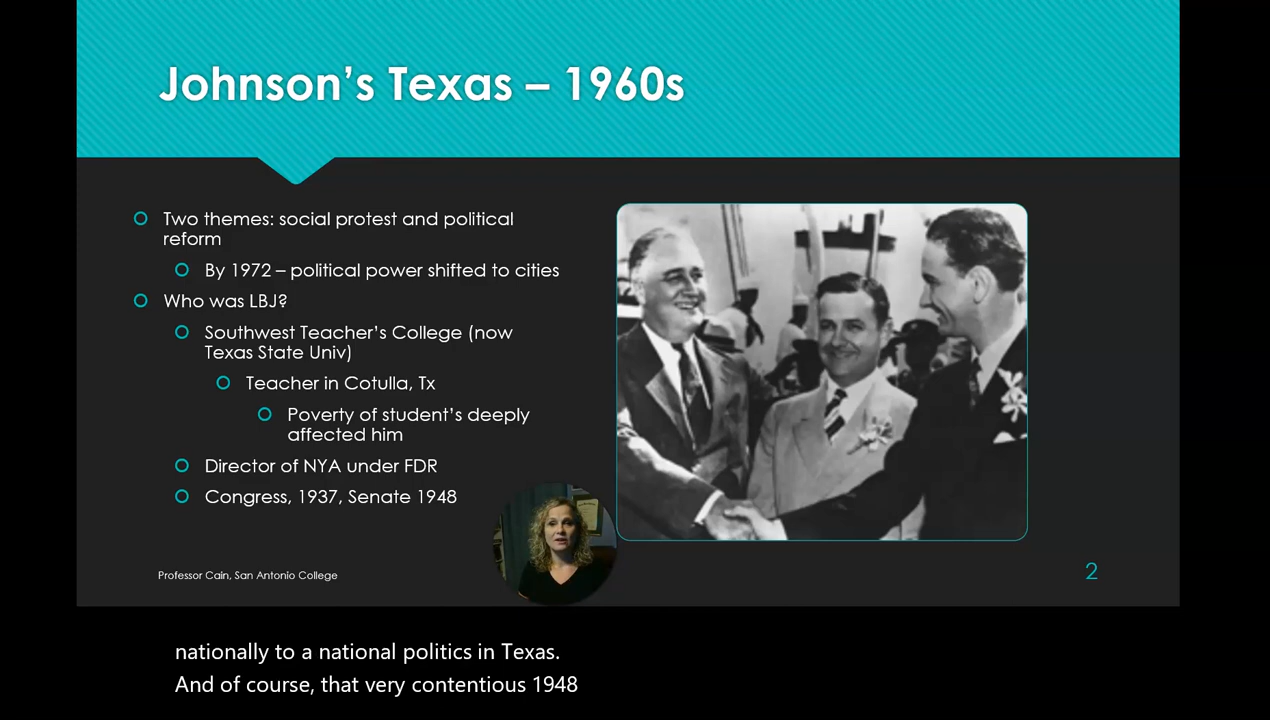 Johnson's Texas – 1960s
Two themes: social protest and political
reform
By 1972 – political power shifted to cities
Who was LBJ?
Southwest Teacher's College (now
Texas State Univ)
Teacher in Cotulla, Tx
Poverty of student's deeply
affected him
Director of NYA under FDR
Congress, 1937, Senate 1948
Professor Cain, San Antonio College
2
nationally to a national politics in Texas.
And of course, that very contentious 1948